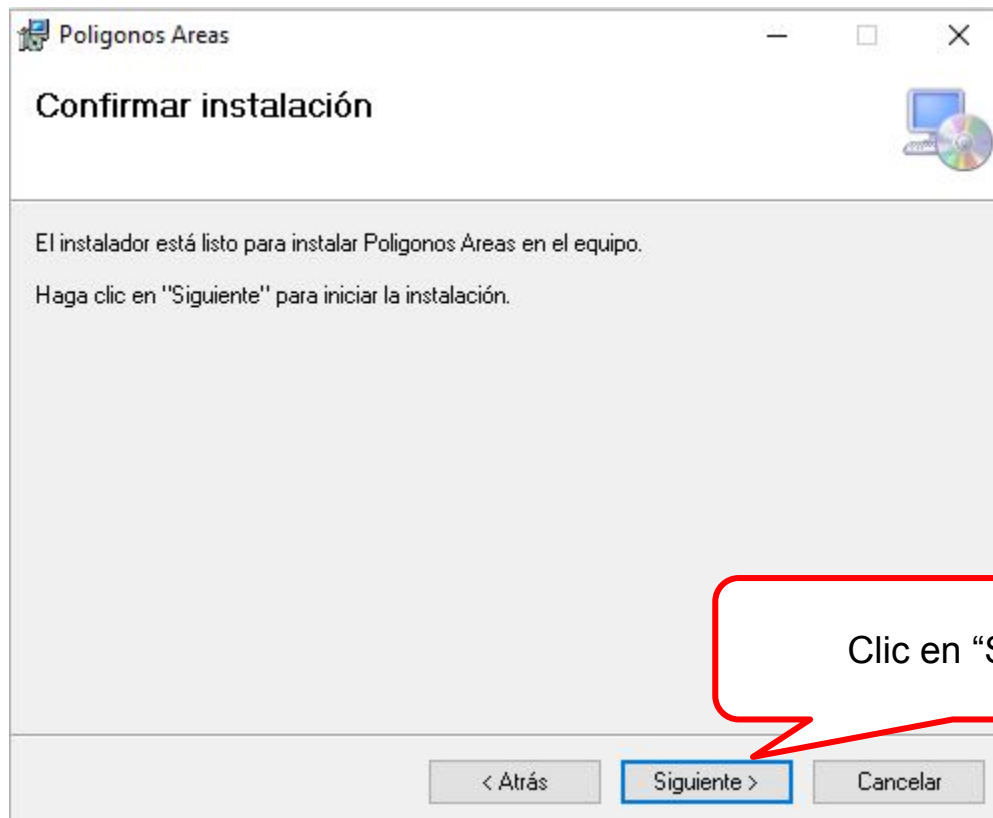 Poligonos Areas
Confirmar instalación
El instalador está listo para instalar Poligonos Areas en el equipo.
Haga clic en "Siguiente" para iniciar la instalación.
Clic en “S
< Atrás
Siguiente >
Cancelar